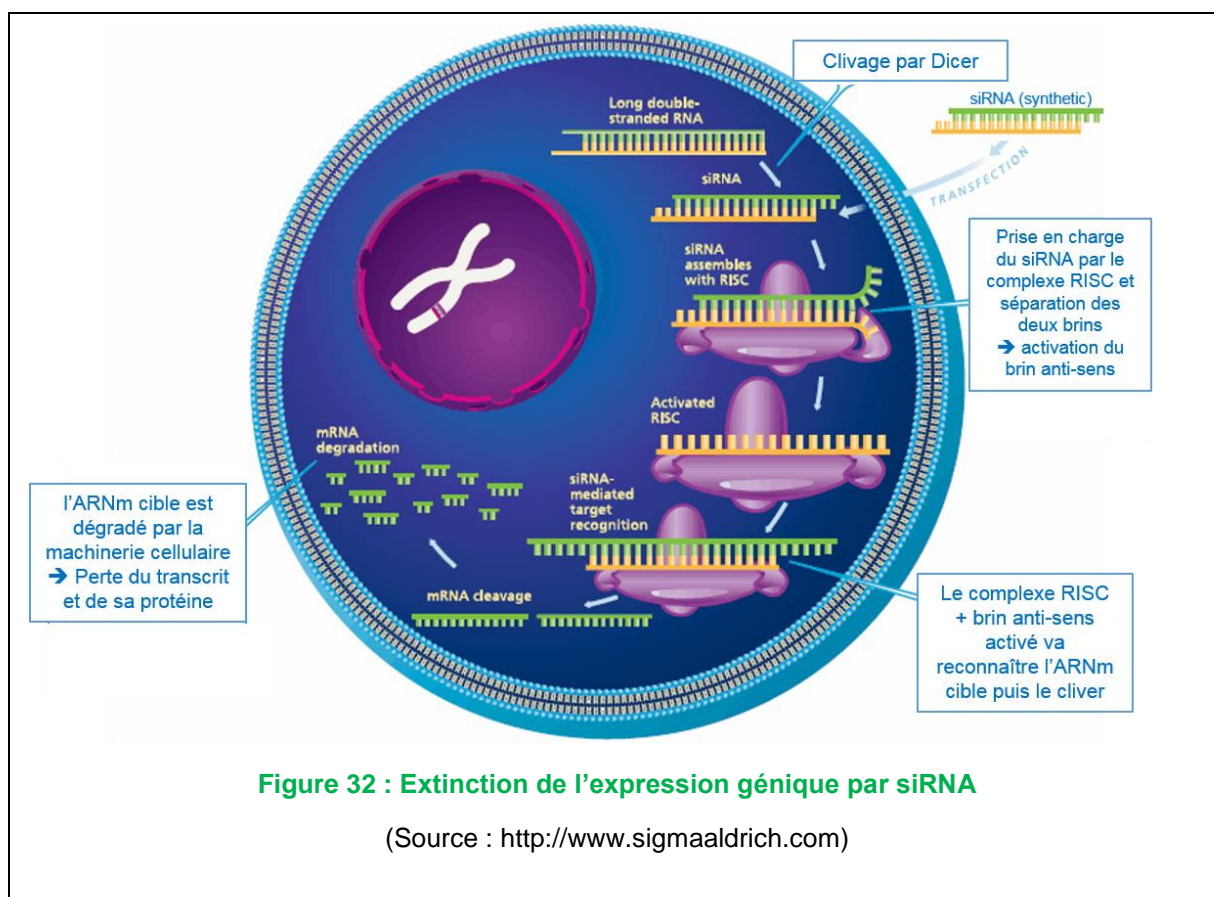 Clivage par Dicer
siRNA (synthetic)
TRANSFECTION
Long double-
stranded RNA
siRNA
siRNA
assembles
with RISC
Prise en charge
du siRNA par le
complexe RISC et
séparation des
deux brins
➔ activation du
brin anti-sens
Activated
RISC
mRNA
degradation
siRNA-
mediated
target
recognition
l’ARNm cible est
dégradé par la
machinerie cellulaire
➔ Perte du transcrit
et de sa protéine
mRNA cleavage
Le complexe RISC
+ brin anti-sens
activé va
reconnaître l’ARNm
cible puis le cliver
Figure 32 : Extinction de l’expression génique par siRNA
(Source : http://www.sigmaaldrich.com)